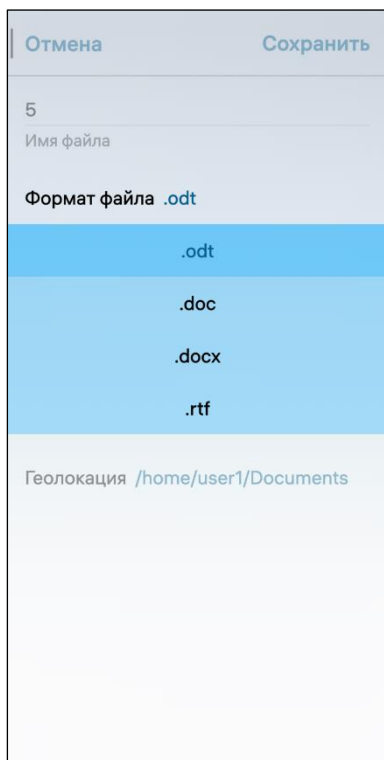 Отмена Сохранить
5
Имя файла
Формат файла .odt
.odt
.doc
.docx
.rtf
Геолокация /home/user1/Documents